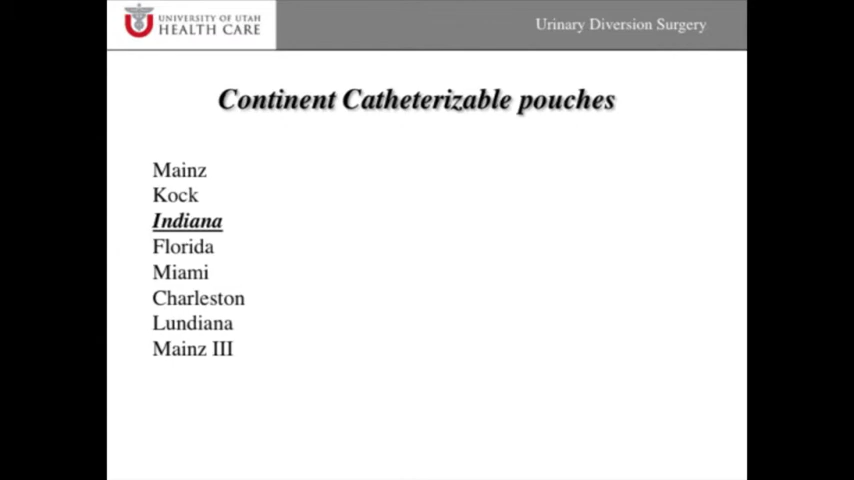 UNIVERSITY OF UTAH
HEALTH CARE
Urinary Diversion Surgery
Continent Catheterizable pouches
Mainz
Kock
Indiana
Florida
Miami
Charleston
Lundiana
Mainz III